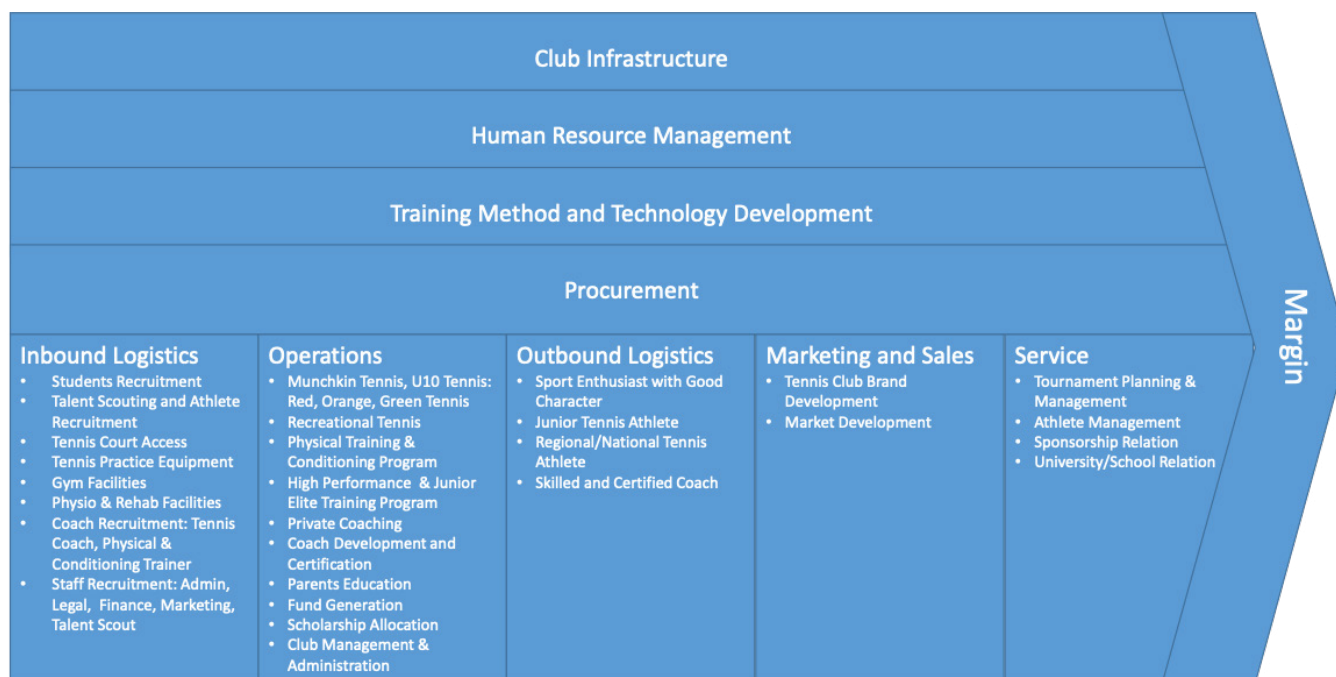 Club Infrastructure
Human Resource Management
Training Method and Technology Development
Procurement
Margin
Inbound Logistics
• Students Recruitment
• Talent Scouting and Athlete
Recruitment
• Tennis Court Access
• Tennis Practice Equipment
• Gym Facilities
• Physio & Rehab Facilities
• Coach Recruitment: Tennis
Coach, Physical &
Conditioning Trainer
• Staff Recruitment: Admin,
Legal, Finance, Marketing,
Talent Scout
Operations
• Munchkin Tennis, U10 Tennis:
Red, Orange, Green Tennis
• Recreational Tennis
• Physical Training &
Conditioning Program
• High Performance & Junior
Elite Training Program
• Private Coaching
• Coach Development and
Certification
• Parents Education
• Fund Generation
• Scholarship Allocation
• Club Management &
Administration
Outbound Logistics
• Sport Enthusiast with Good
Character
• Junior Tennis Athlete
• Regional/National Tennis
Athlete
• Skilled and Certified Coach
Marketing and Sales
• Tennis Club Brand
Development
• Market Development
Service
• Tournament Planning &
Management
• Athlete Management
• Sponsorship Relation
• University/School Relation